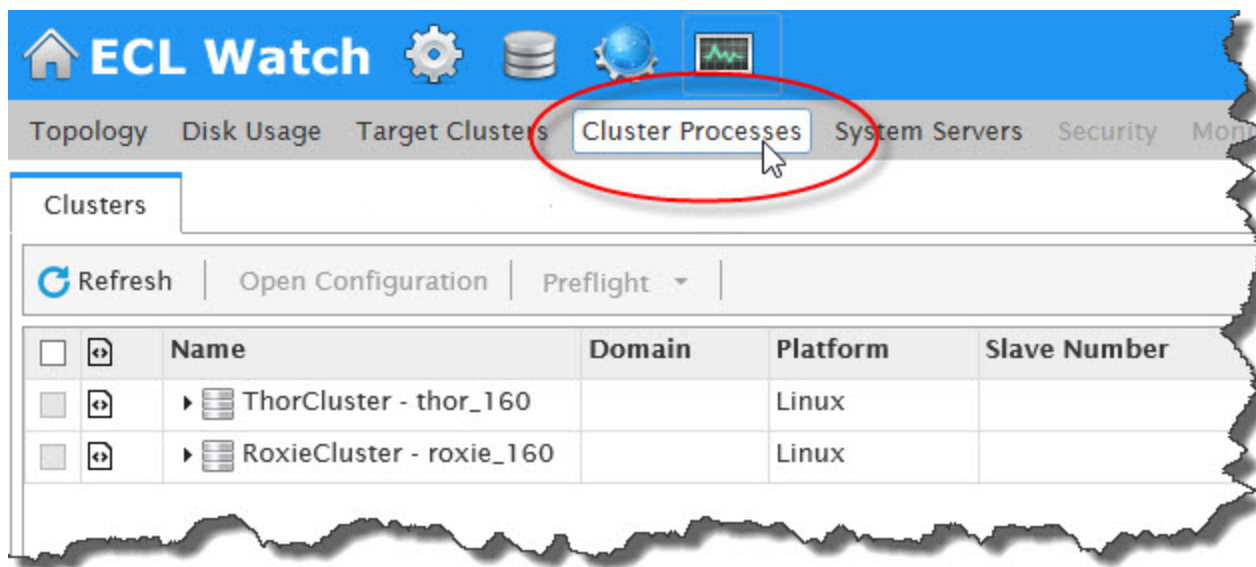 ECL Watch
Topology Disk Usage Target Clusters Cluster Processes System Servers Security
Clusters
Refresh Open Configuration Preflight
Name Domain Platform Slave Number
ThorCluster - thor_160 Linux
RoxieCluster - roxie_160 Linux